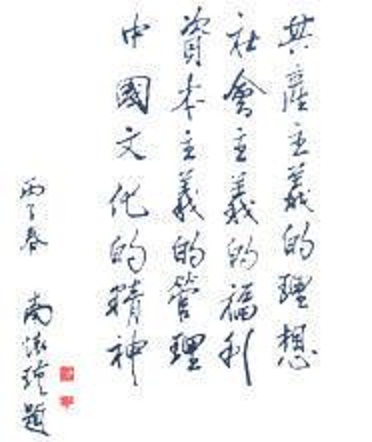 共產主義的理想
社會主義的福利
資本主義的管理
中國文化的精神
丙子春 南懷瑾題